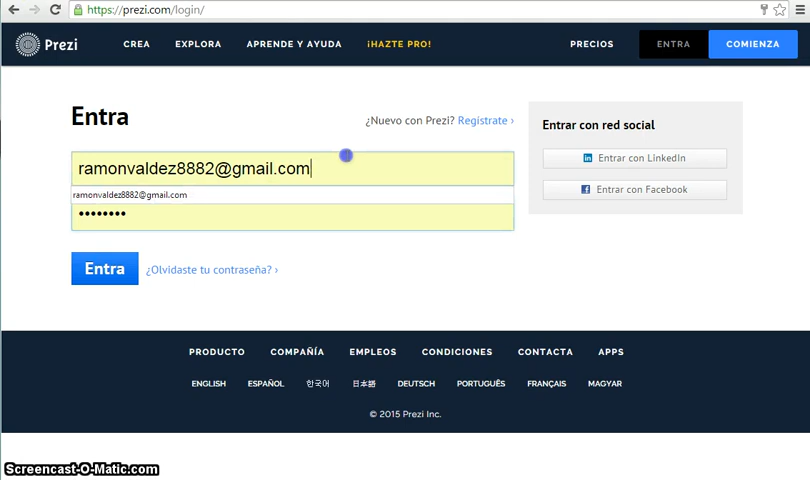 https://prezi.com/login/
Prezi CREA EXPLORA APRENDE Y AYUDA ¡HAZTE PRO! PRECIOS ENTRA COMIENZA
Entra
¿Nuevo con Prezi? Regístrate ›
Entrar con red social
ramonvaldez8882@gmail.com
in Entrar con LinkedIn
ramonvaldez8882@gmail.com
f Entrar con Facebook
••••••••
Entra ¿Olvidaste tu contraseña? ›
PRODUCTO COMPAÑÍA EMPLEOS CONDICIONES CONTACTA APPS
ENGLISH ESPAÑOL 한국어 日本語 DEUTSCH PORTUGUÊS FRANÇAIS MAGYAR
© 2015 Prezi Inc.
Screencast-O-Matic.com